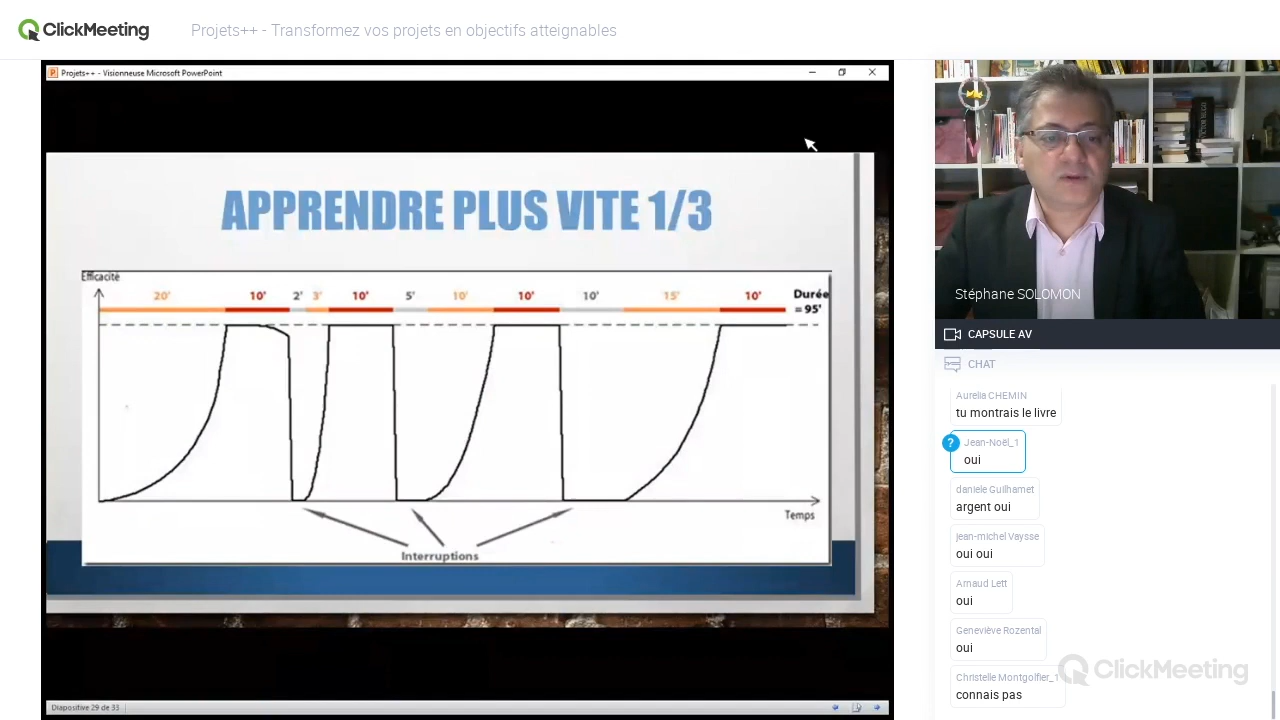 ClickMeeting
Projets++ - Transformez vos projets en objectifs atteignables
Projets++ - Visionneuse Microsoft PowerPoint
APPRENDRE PLUS VITE 1/3
Efficacité
20' 10' 2' 3' 10' 5' 10' 10' 10' 15' 10' Durée
= 95'
Temps
Interruptions
Diapositive 29 de 33
Stéphane SOLOMON
CAPSULE AV
CHAT
Aurelia CHEMIN
tu montrais le livre
?
Jean-Noël_1
oui
daniele Guilhamet
argent oui
jean-michel Vaysse
oui oui
Arnaud Lett
oui
Geneviève Rozental
oui
Christelle Montgolfier_1
connais pas
ClickMeeting